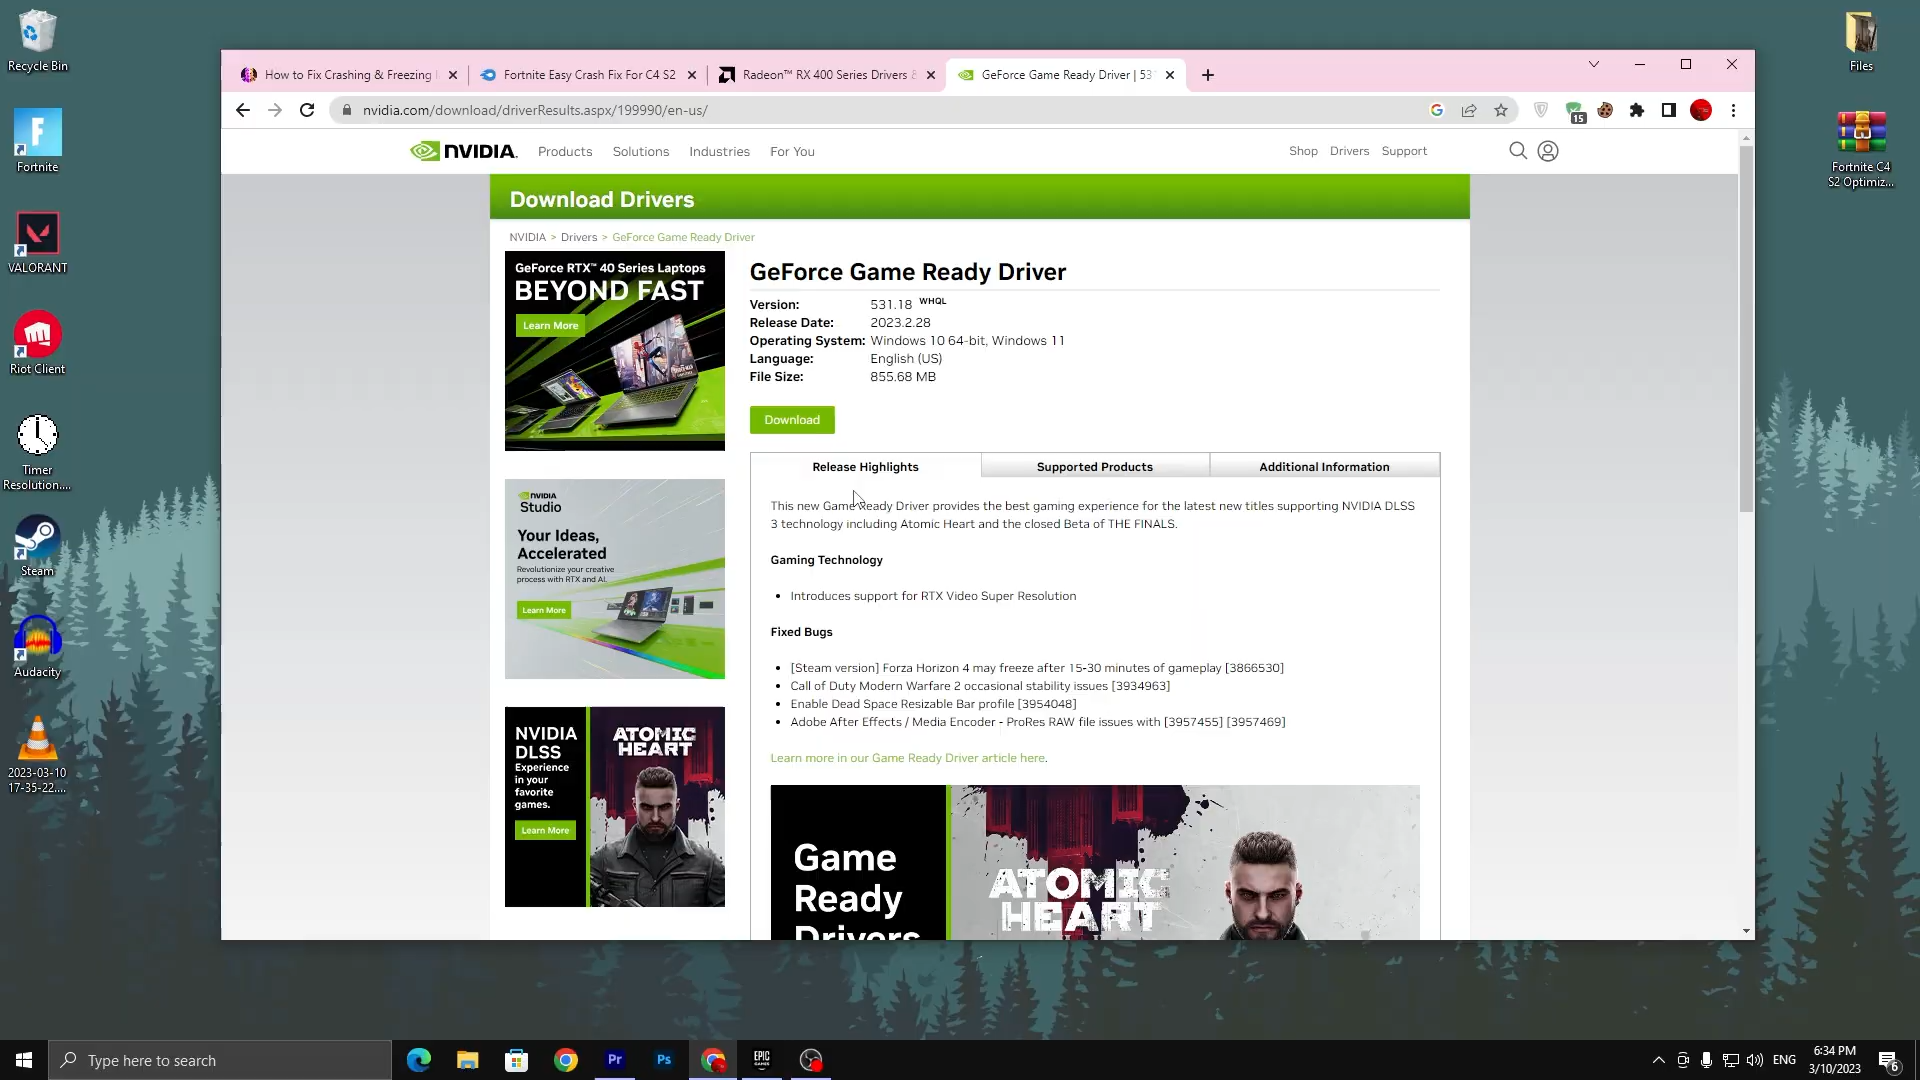 Recycle Bin
Fortnite
VALORANT
Riot Client
Timer
Resolution....
Steam
Audacity
2023-03-10
17-35-22....
Files
Fortnite C4
S2 Optimiz...
How to Fix Crashing & Freezing
Fortnite Easy Crash Fix For C4 S2
Radeon™ RX 400 Series Drivers &
GeForce Game Ready Driver | 531
nvidia.com/download/driverResults.aspx/199990/en-us/
15
NVIDIA.
Products
Solutions
Industries
For You
Shop
Drivers
Support
Download Drivers
NVIDIA > Drivers > GeForce Game Ready Driver
GeForce RTX™ 40 Series Laptops
BEYOND FAST
Learn More
NVIDIA
Studio
Your Ideas,
Accelerated
Revolutionize your creative
process with RTX and AI.
Learn More
NVIDIA
DLSS
Experience
in your
favorite
games.
Learn More
ATOMIC
HEART
GeForce Game Ready Driver
Version: 531.18 WHQL
Release Date: 2023.2.28
Operating System: Windows 10 64-bit, Windows 11
Language: English (US)
File Size: 855.68 MB
Download
Release Highlights
Supported Products
Additional Information
This new Game Ready Driver provides the best gaming experience for the latest new titles supporting NVIDIA DLSS
3 technology including Atomic Heart and the closed Beta of THE FINALS.
Gaming Technology
• Introduces support for RTX Video Super Resolution
Fixed Bugs
• [Steam version] Forza Horizon 4 may freeze after 15-30 minutes of gameplay [3866530]
• Call of Duty Modern Warfare 2 occasional stability issues [3934963]
• Enable Dead Space Resizable Bar profile [3954048]
• Adobe After Effects / Media Encoder - ProRes RAW file issues with [3957455] [3957469]
Learn more in our Game Ready Driver article here.
Game
Ready
Drivers
ATOMIC
HEART
Type here to search
Pr
Ps
EPIC
GAMES
ENG
6:34 PM
3/10/2023
6